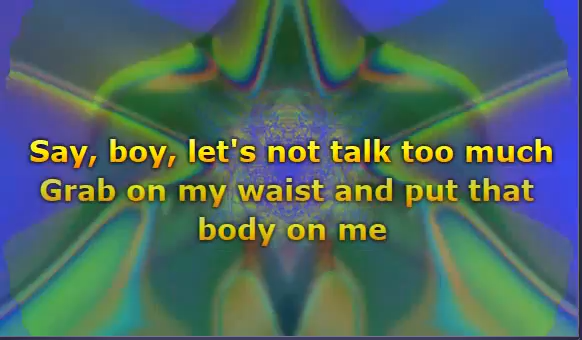 Say, boy, let's not talk too much
Grab on my waist and put that
body on me